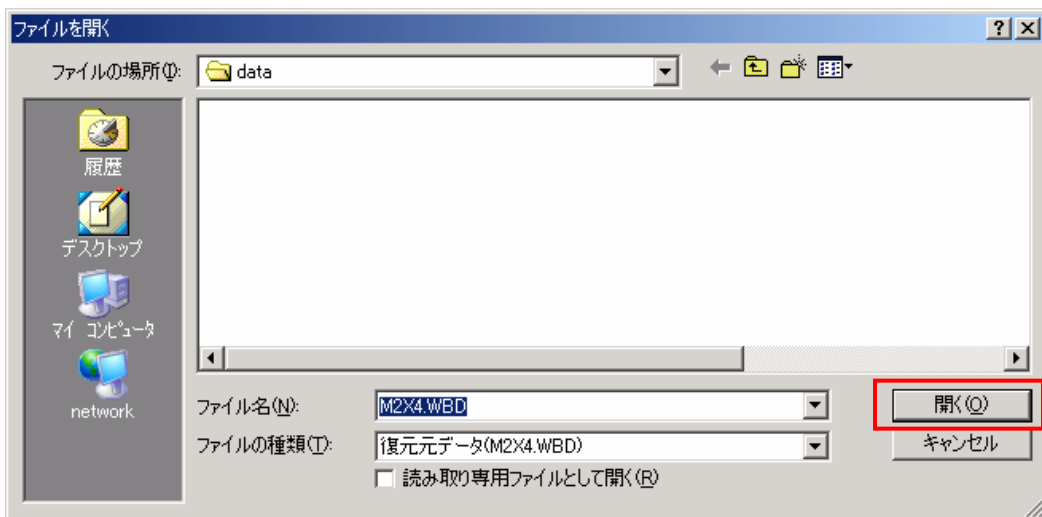 ファイルを開く
ファイルの場所(I):
data
履歴
デスクトップ
マイ コンピュータ
network
ファイル名(N):
M2X4.WBD
開く(O)
ファイルの種類(T):
復元元データ(M2X4.WBD)
キャンセル
読み取り専用ファイルとして開く(R)